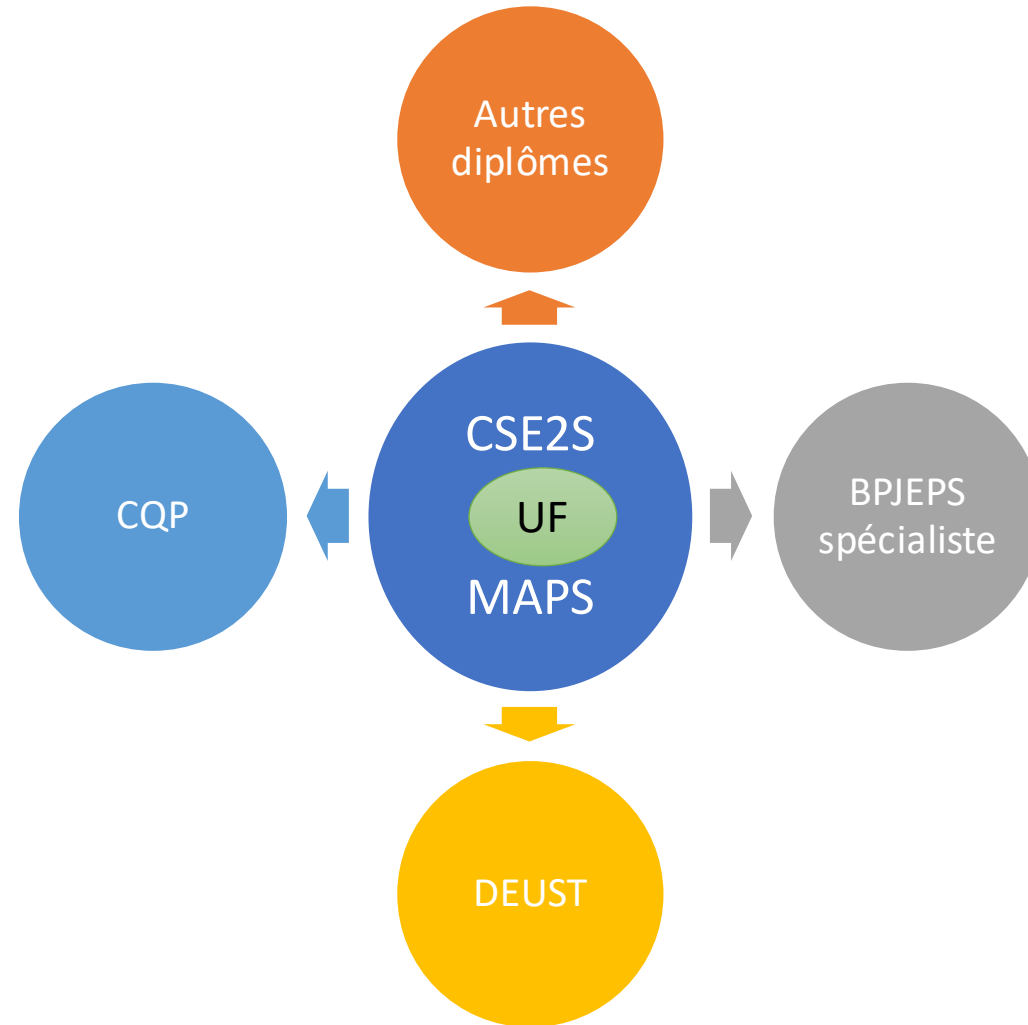 Autres
diplômes
CQP
CSE2S
UF
MAPS
BPJEPS
spécialiste
DEUST